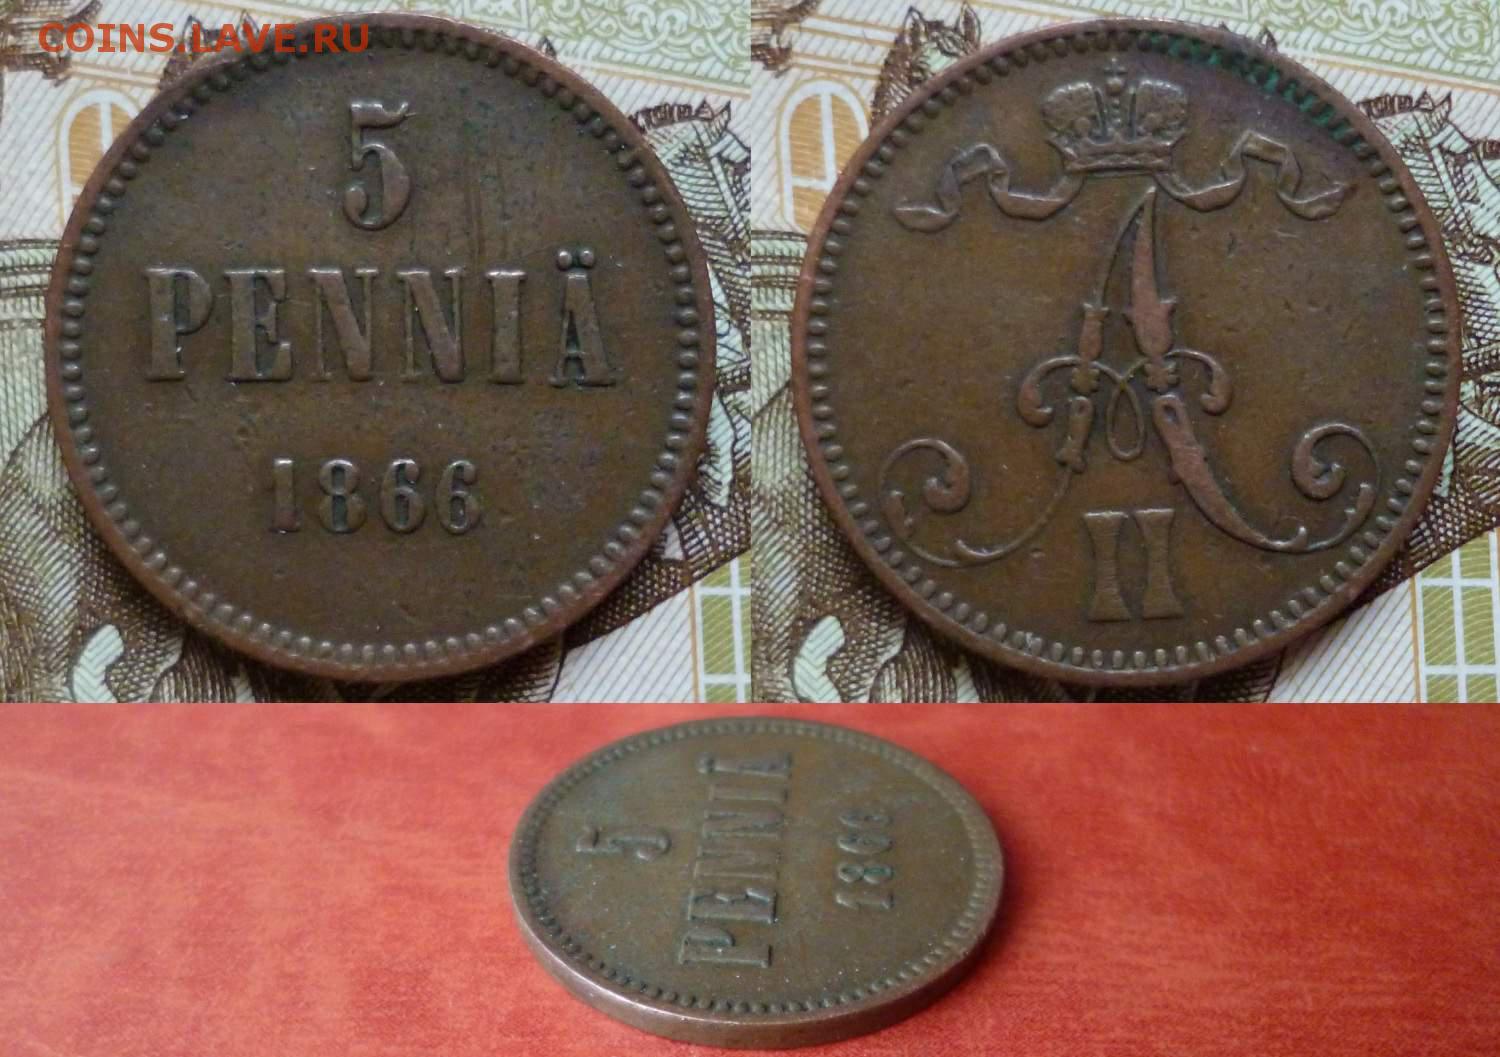 COINS.LAVE.RU
5
PENNIÄ
1866
A
II
5
PENNIÄ
1866